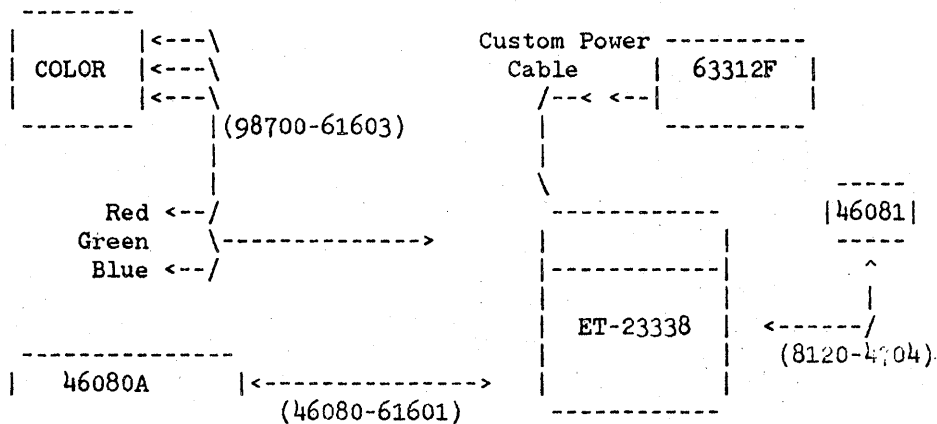 COLOR
Custom Power
Cable
63312F
(98700-61603)
Red
Green
Blue
46081
ET-23338
46080A
(46080-61601)